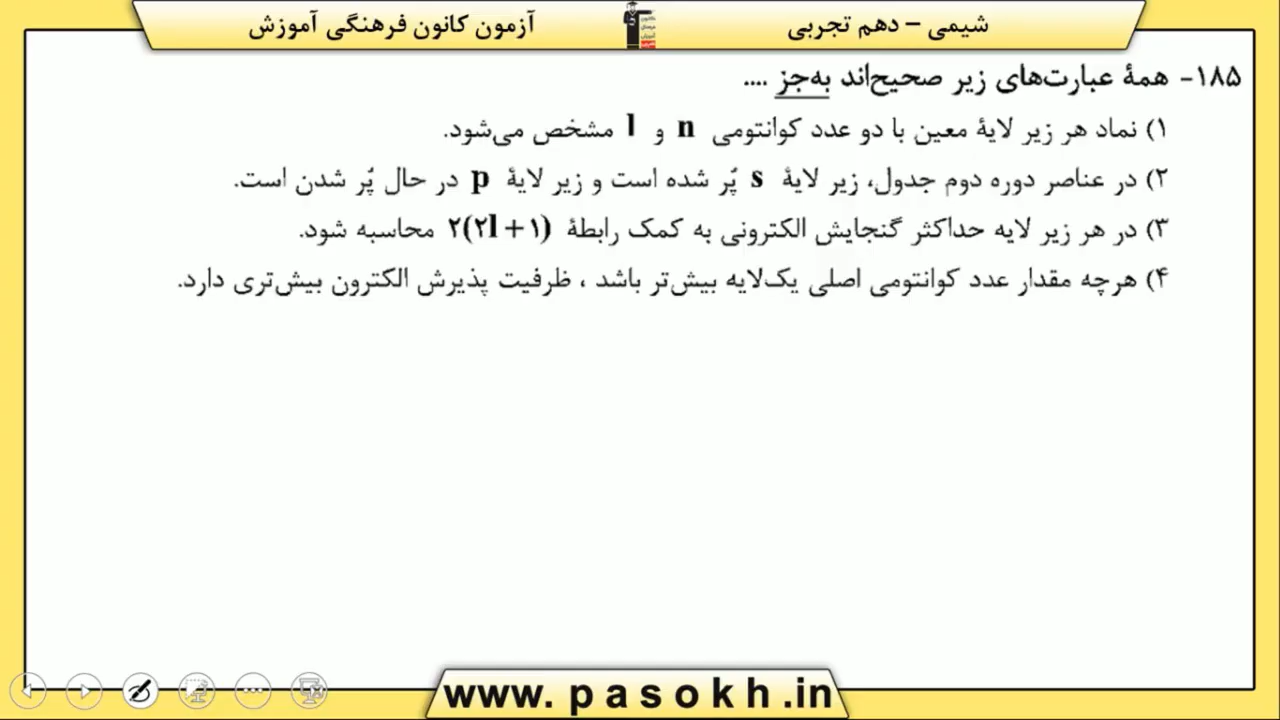 شیمی – دهم تجربی
آزمون کانون فرهنگی آموزش
۱۸۵- همهٔ عبارت‌های زیر صحیح‌اند به‌جز ....
۱) نماد هر زیر لایهٔ معین با دو عدد کوانتومی n و l مشخص می‌شود.
۲) در عناصر دوره دوم جدول، زیر لایهٔ s پُر شده است و زیر لایهٔ p در حال پُر شدن است.
۳) در هر زیر لایه حداکثر گنجایش الکترونی به کمک رابطهٔ ۲(۲l+۱) محاسبه شود.
۴) هرچه مقدار عدد کوانتومی اصلی یک‌لایه بیش‌تر باشد ، ظرفیت پذیرش الکترون بیش‌تری دارد.
www. p a s o k h .in